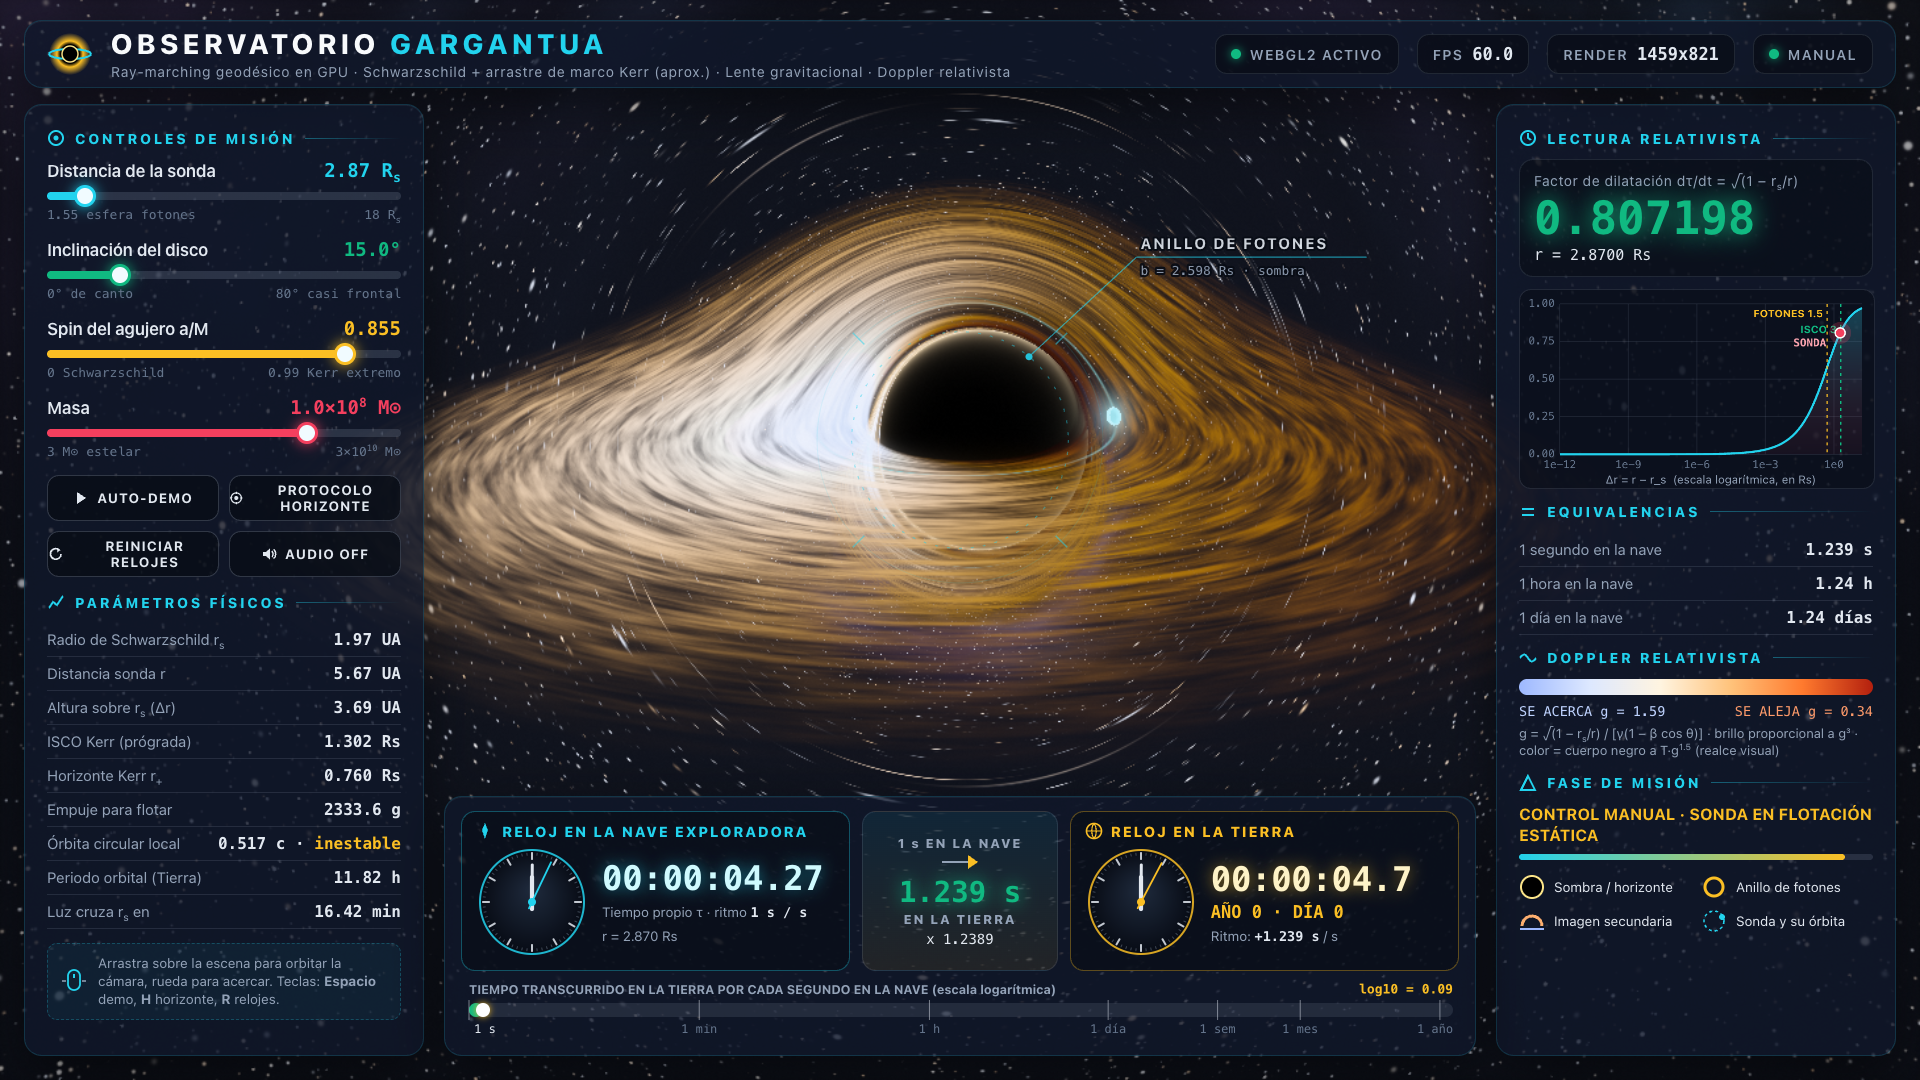 OBSERVATORIO GARGANTUA
Ray-marching geodésico en GPU · Schwarzschild + arrastre de marco Kerr (aprox.) · Lente gravitacional · Doppler relativista
WEBGL2 ACTIVO
FPS 60.0
RENDER 1459x821
MANUAL
CONTROLES DE MISIÓN
Distancia de la sonda 2.87 Rs
1.55 esfera fotones 18 Rs
Inclinación del disco 15.0°
0° de canto 80° casi frontal
Spin del agujero a/M 0.855
0 Schwarzschild 0.99 Kerr extremo
Masa 1.0×10⁸ M⊙
3 M⊙ estelar 3×10¹⁰ M⊙
AUTO-DEMO
PROTOCOLO
HORIZONTE
REINICIAR
RELOJES
AUDIO OFF
PARÁMETROS FÍSICOS
Radio de Schwarzschild rs 1.97 UA
Distancia sonda r 5.67 UA
Altura sobre rs (Δr) 3.69 UA
ISCO Kerr (prógrada) 1.302 Rs
Horizonte Kerr r+ 0.760 Rs
Empuje para flotar 2333.6 g
Órbita circular local 0.517 c · inestable
Periodo orbital (Tierra) 11.82 h
Luz cruza rs en 16.42 min
Arrastra sobre la escena para orbitar la
cámara, rueda para acercar. Teclas: Espacio
demo, H horizonte, R relojes.
ANILLO DE FOTONES
b = 2.598 Rs · sombra
RELOJ EN LA NAVE EXPLORADORA
00:00:04.27
Tiempo propio τ · ritmo 1 s / s
r = 2.870 Rs
1 s EN LA NAVE
1.239 s
EN LA TIERRA
x 1.2389
RELOJ EN LA TIERRA
00:00:04.7
AÑO 0 · DÍA 0
Ritmo: +1.239 s / s
TIEMPO TRANSCURRIDO EN LA TIERRA POR CADA SEGUNDO EN LA NAVE (escala logarítmica) log10 = 0.09
1 s 1 min 1 h 1 día 1 sem 1 mes 1 año
LECTURA RELATIVISTA
Factor de dilatación dτ/dt = √(1 − rs/r)
0.807198
r = 2.8700 Rs
1.00
0.75
0.50
0.25
0.00
FOTONES 1.5
ISCO 3
SONDA
1e−12 1e−9 1e−6 1e−3 1e0
Δr = r − r_s (escala logarítmica, en Rs)
EQUIVALENCIAS
1 segundo en la nave 1.239 s
1 hora en la nave 1.24 h
1 día en la nave 1.24 días
DOPPLER RELATIVISTA
SE ACERCA g = 1.59 SE ALEJA g = 0.34
g = √(1 − rs/r) / [γ(1 − β cos θ)] · brillo proporcional a g³ ·
color = cuerpo negro a T·g¹·⁵ (realce visual)
FASE DE MISIÓN
CONTROL MANUAL · SONDA EN FLOTACIÓN
ESTÁTICA
Sombra / horizonte Anillo de fotones
Imagen secundaria Sonda y su órbita